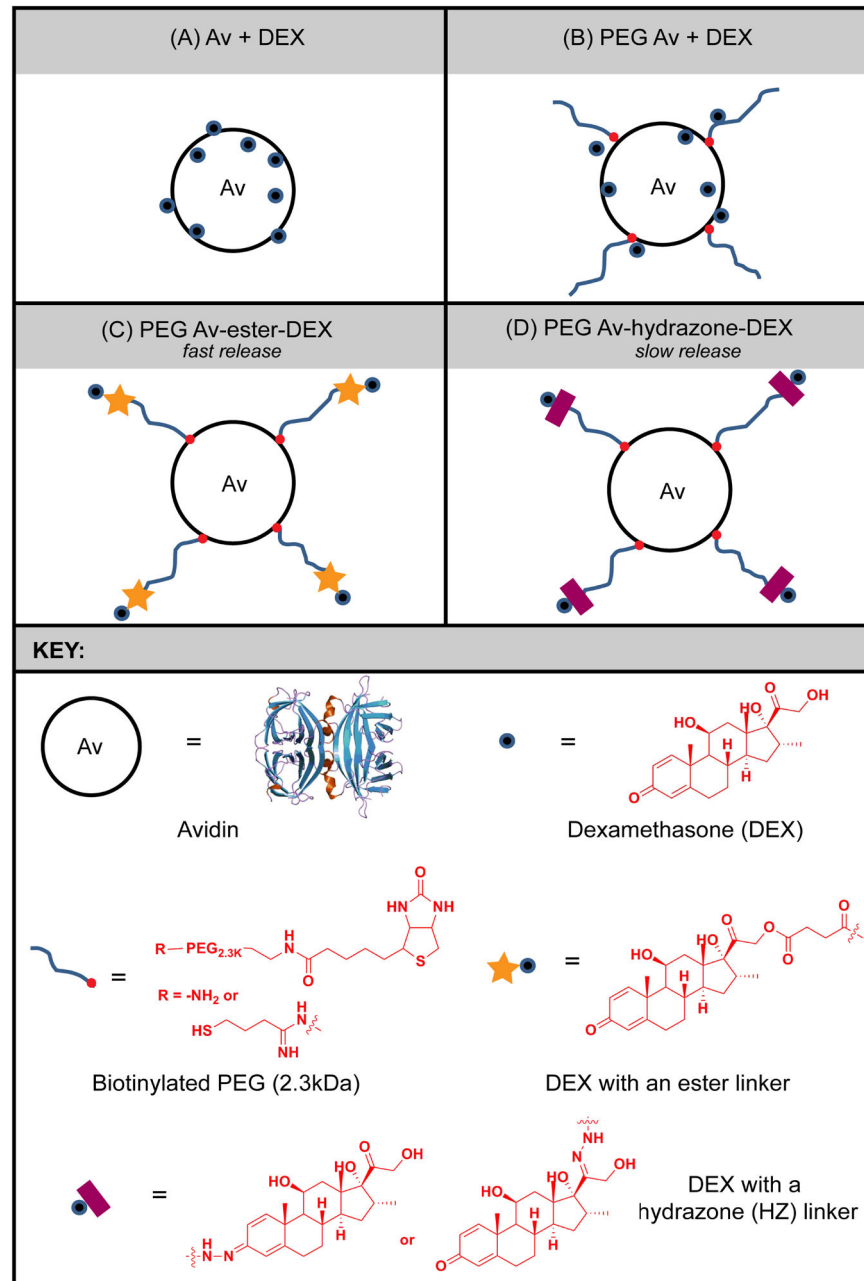 (A) Av + DEX
(B) PEG Av + DEX
Av
Av
(C) PEG Av-ester-DEX
fast release
(D) PEG Av-hydrazone-DEX
slow release
Av
Av
KEY:
Av
=
Avidin
=
O
OH
HO
HO
H
H
H
O
Dexamethasone (DEX)
=
O
HN
NH
R
PEG2.3K
H
N
O
S
R = -NH2 or
HS
H
N
NH
Biotinylated PEG (2.3kDa)
=
O
O
O
O
HO
HO
H
H
H
O
DEX with an ester linker
=
O
OH
HO
HO
H
H
H
H
N
N
or
NH
N
OH
HO
HO
H
H
H
O
DEX with a
hydrazone (HZ) linker